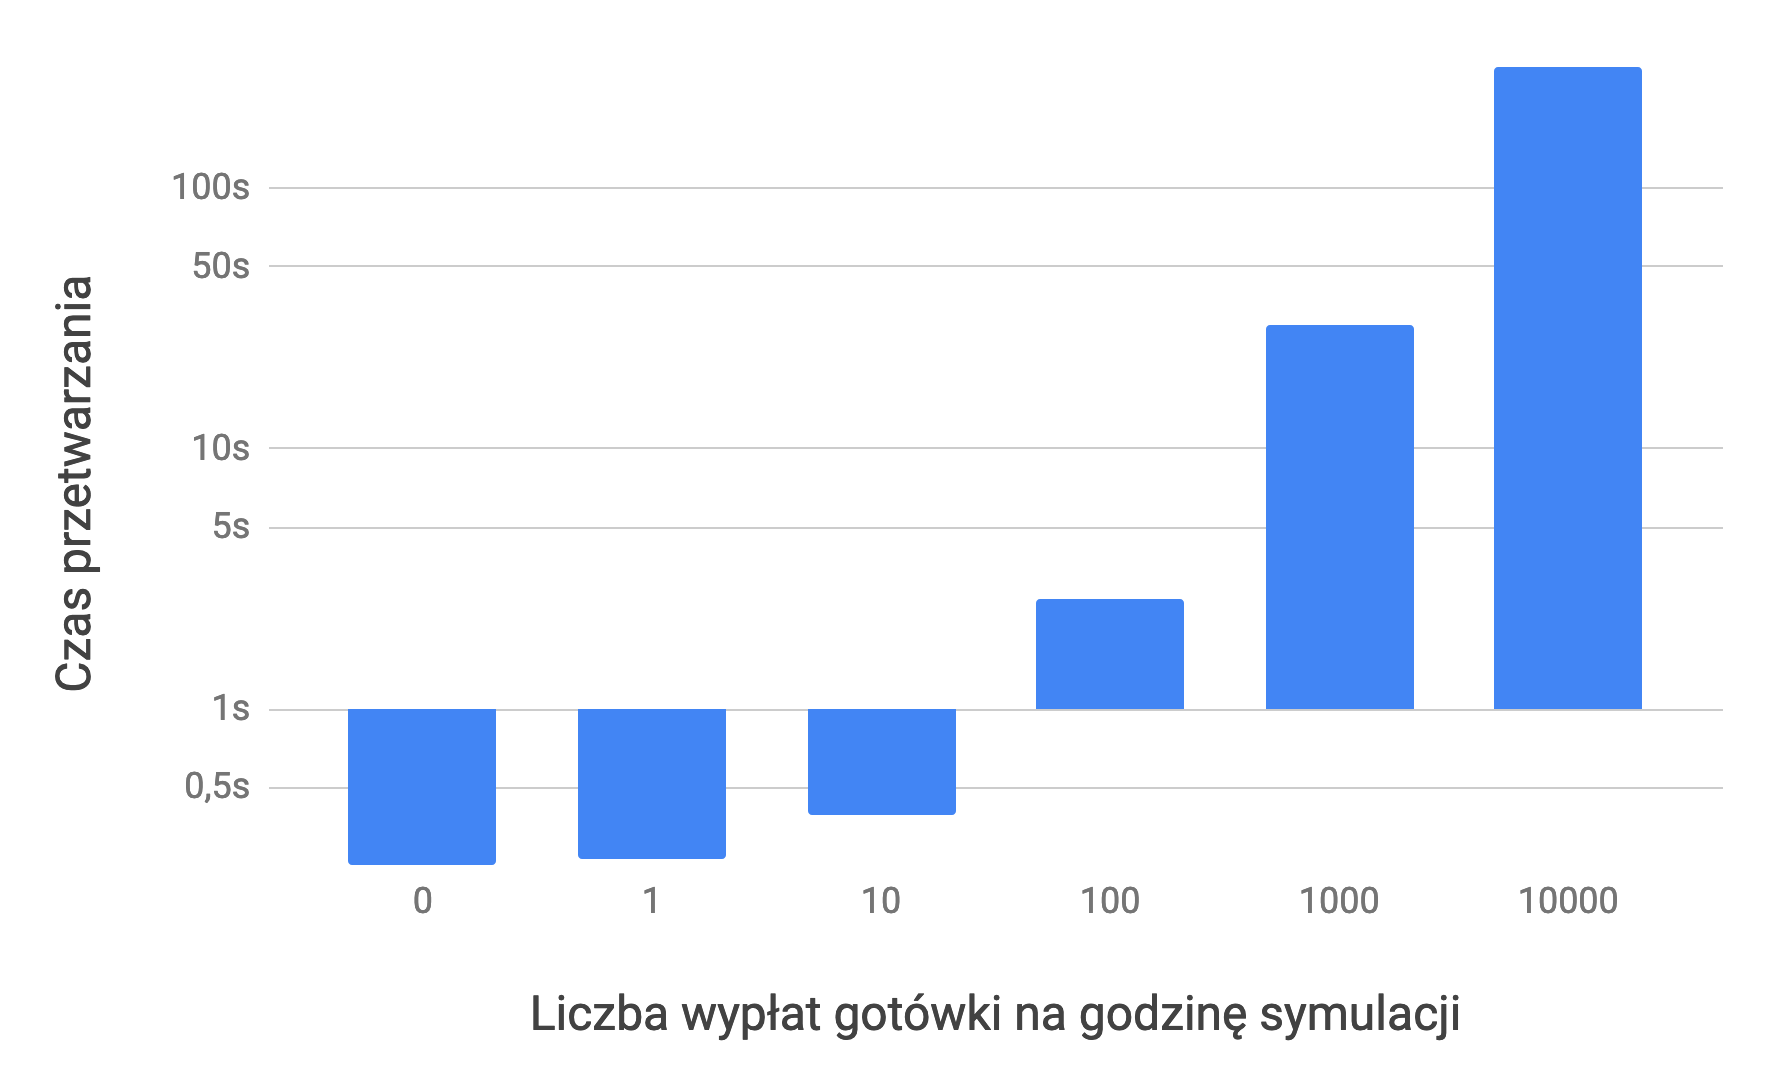 100s
50s
10s
5s
1s
0,5s
Czas przetwarzania
0 1 10 100 1000 10000
Liczba wypłat gotówki na godzinę symulacji